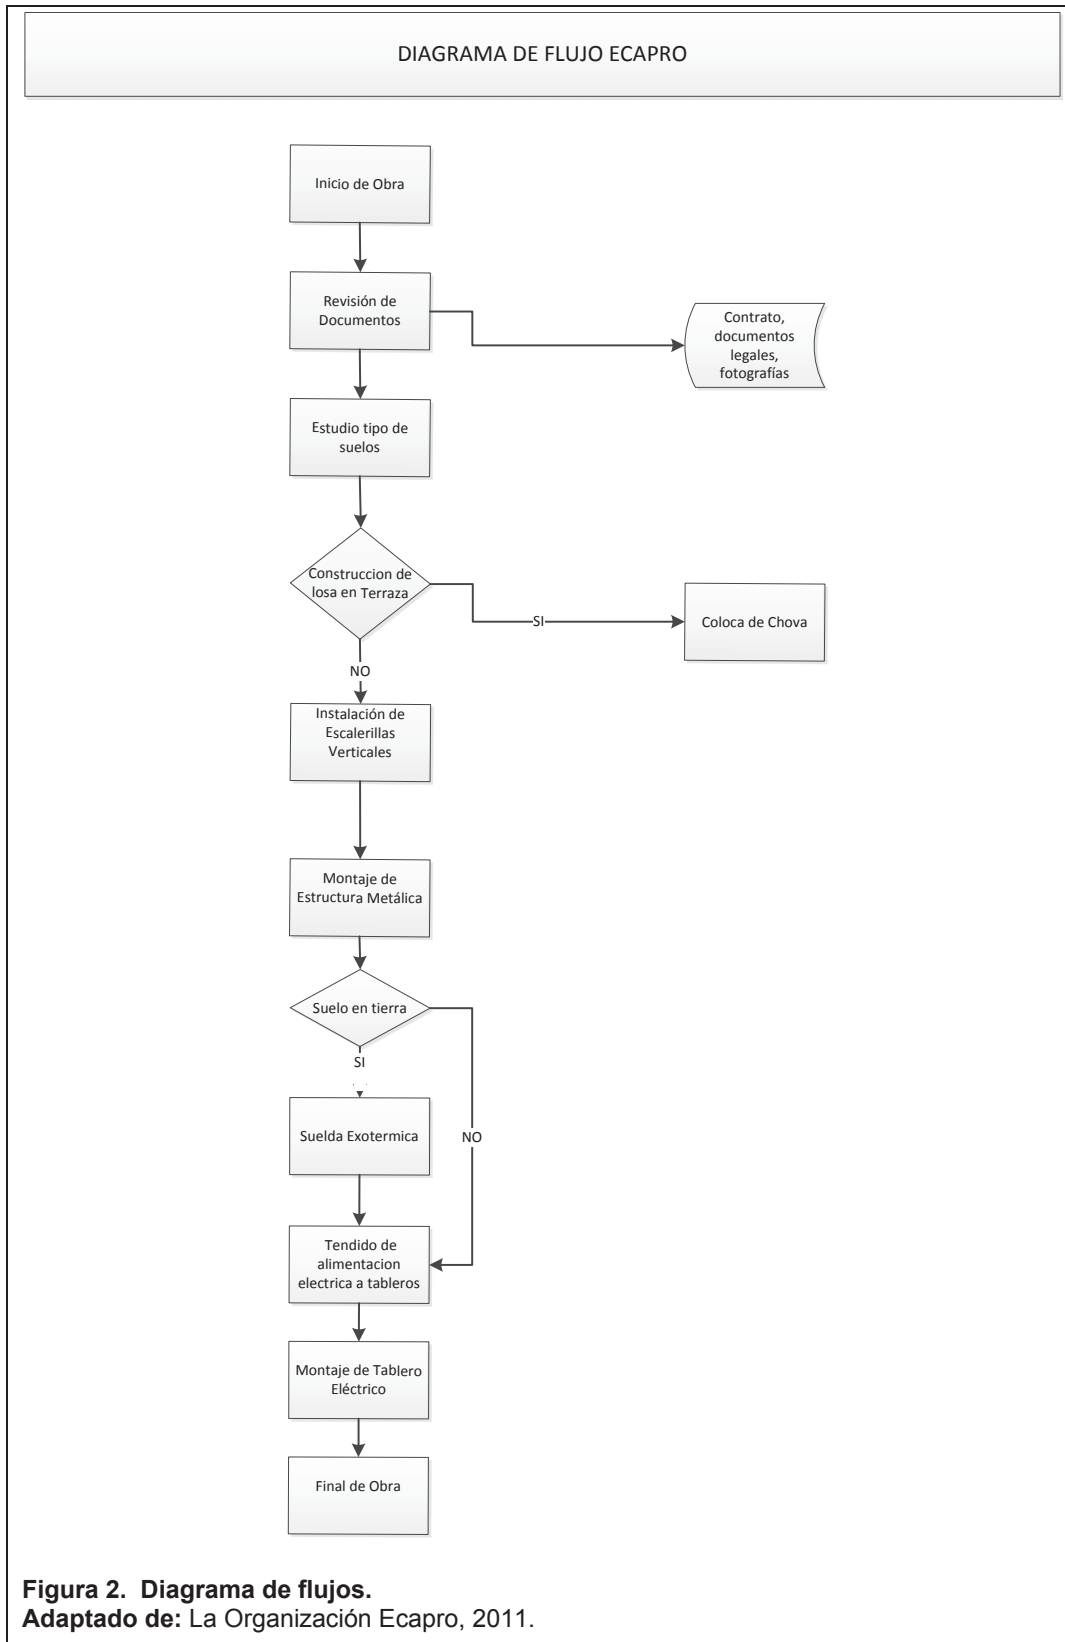 DIAGRAMA DE FLUJO ECAPRO
Inicio de Obra
Revisión de
Documentos
Contrato,
documentos
legales,
fotografías
Estudio tipo de
suelos
Construccion de
losa en Terraza
SI
Coloca de Chova
NO
Instalación de
Escalerillas
Verticales
Montaje de
Estructura Metálica
Suelo en tierra
SI
Suelda Exotermica
NO
Tendido de
alimentacion
electrica a tableros
Montaje de Tablero
Eléctrico
Final de Obra
Figura 2. Diagrama de flujos.
Adaptado de: La Organización Ecapro, 2011.